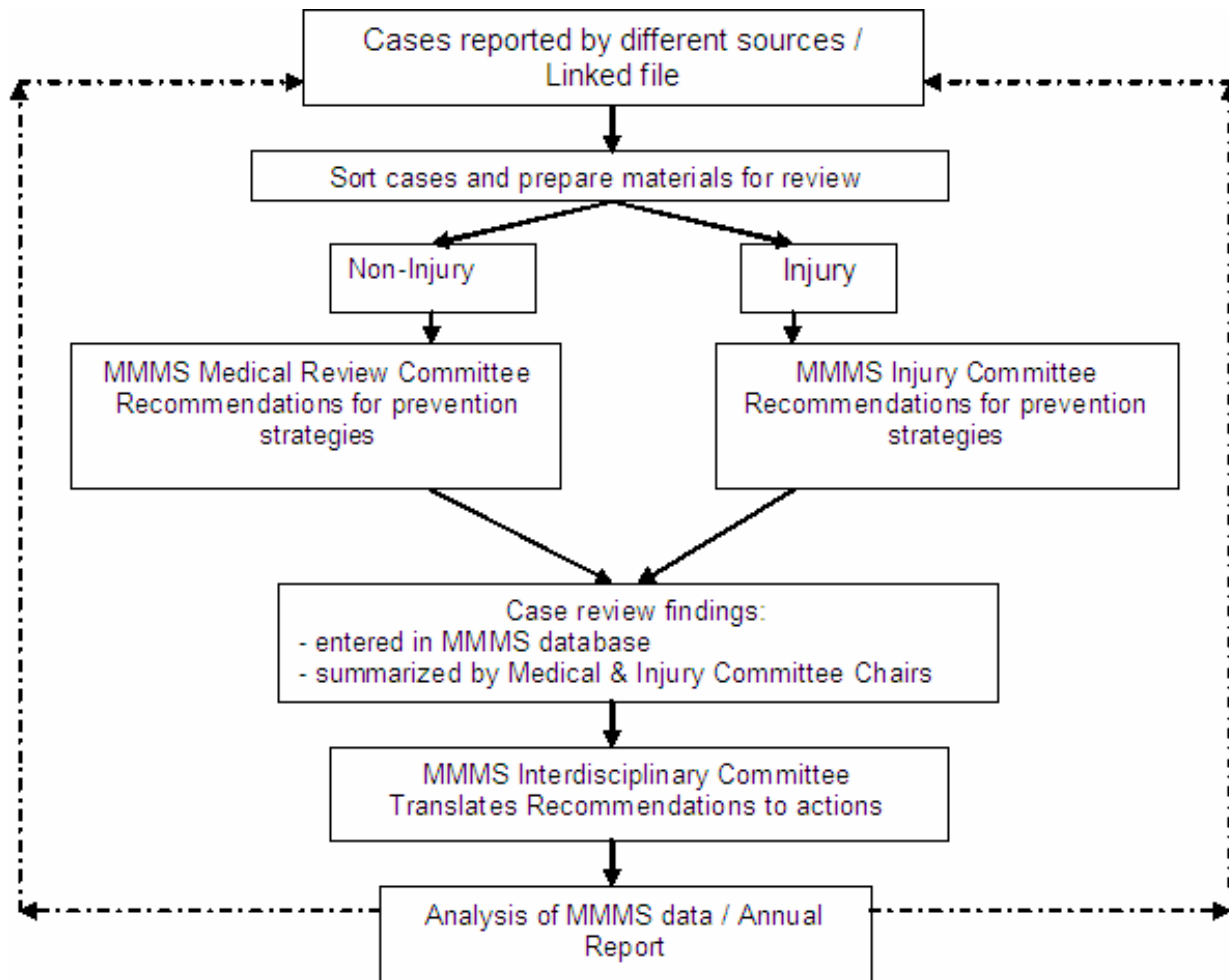 Cases reported by different sources /
Linked file
Sort cases and prepare materials for review
Non-Injury
Injury
MMMS Medical Review Committee
Recommendations for prevention
strategies
MMMS Injury Committee
Recommendations for prevention
strategies
Case review findings:
- entered in MMMS database
- summarized by Medical & Injury Committee Chairs
MMMS Interdisciplinary Committee
Translates Recommendations to actions
Analysis of MMMS data / Annual
Report